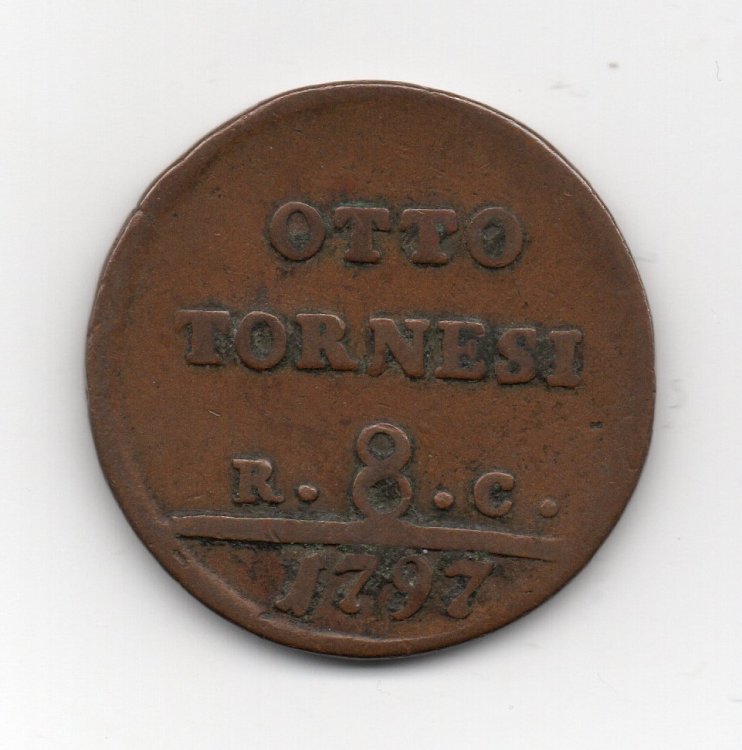 OTTO
TORNESI
R. 8. C.
1797